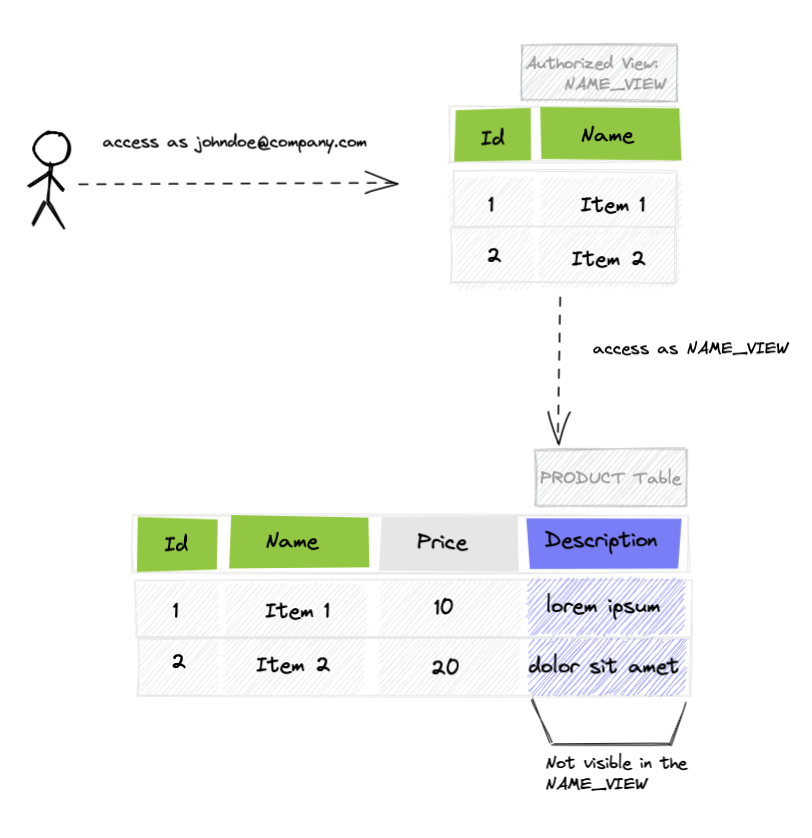 Authorized View:
NAME_VIEW
access as johndoe@company.com
Id Name
1 Item 1
2 Item 2
access as NAME_VIEW
PRODUCT Table
Id Name Price Description
1 Item 1 10 lorem ipsum
2 Item 2 20 dolor sit amet
Not visible in the
NAME_VIEW